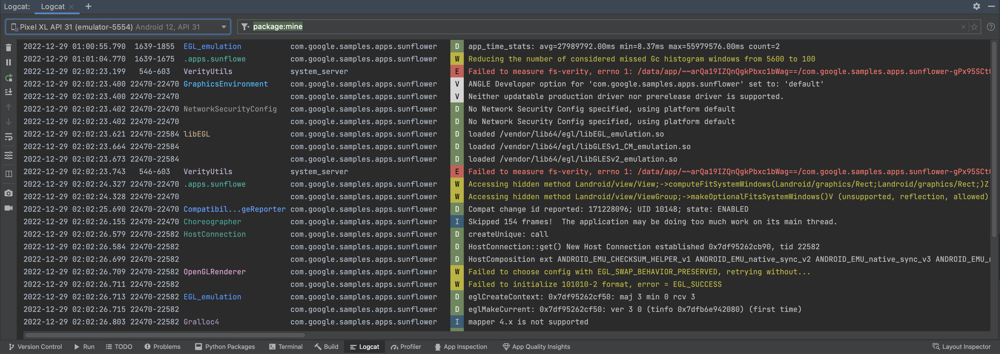 Logcat: Logcat
Pixel XL API 31 (emulator-5554) Android 12, API 31 package:mine
2022-12-29 01:00:55.790 1639-1855 EGL_emulation com.google.samples.apps.sunflower D app_time_stats: avg=27989792.00ms min=8.37ms max=55979576.00ms count=2
2022-12-29 01:01:04.770 1639-1675 .apps.sunflowe com.google.samples.apps.sunflower W Reducing the number of considered missed Gc histogram windows from 5600 to 100
2022-12-29 02:02:23.199 546-603 VerityUtils system_server E Failed to measure fs-verity, errno 1: /data/app/~~arQa19IZQnQgkPbxc1bWag==/com.google.samples.apps.sunflower-gPx95SCt
2022-12-29 02:02:23.400 22470-22470 GraphicsEnvironment com.google.samples.apps.sunflower V ANGLE Developer option for 'com.google.samples.apps.sunflower' set to: 'default'
2022-12-29 02:02:23.400 22470-22470 com.google.samples.apps.sunflower V Neither updatable production driver nor prerelease driver is supported.
2022-12-29 02:02:23.402 22470-22470 NetworkSecurityConfig com.google.samples.apps.sunflower D No Network Security Config specified, using platform default
2022-12-29 02:02:23.402 22470-22470 com.google.samples.apps.sunflower D No Network Security Config specified, using platform default
2022-12-29 02:02:23.621 22470-22584 libEGL com.google.samples.apps.sunflower D loaded /vendor/lib64/egl/libEGL_emulation.so
2022-12-29 02:02:23.664 22470-22584 com.google.samples.apps.sunflower D loaded /vendor/lib64/egl/libGLESv1_CM_emulation.so
2022-12-29 02:02:23.673 22470-22584 com.google.samples.apps.sunflower D loaded /vendor/lib64/egl/libGLESv2_emulation.so
2022-12-29 02:02:23.743 546-603 VerityUtils system_server E Failed to measure fs-verity, errno 1: /data/app/~~arQa19IZQnQgkPbxc1bWag==/com.google.samples.apps.sunflower-gPx95SCt
2022-12-29 02:02:24.327 22470-22470 .apps.sunflowe com.google.samples.apps.sunflower W Accessing hidden method Landroid/view/View;->computeFitSystemWindows(Landroid/graphics/Rect;Landroid/graphics/Rect;)Z
2022-12-29 02:02:24.328 22470-22470 com.google.samples.apps.sunflower W Accessing hidden method Landroid/view/ViewGroup;->makeOptionalFitsSystemWindows()V (unsupported, reflection, allowed)
2022-12-29 02:02:25.690 22470-22470 Compatibil...geReporter com.google.samples.apps.sunflower D Compat change id reported: 171228096; UID 10148; state: ENABLED
2022-12-29 02:02:26.155 22470-22470 Choreographer com.google.samples.apps.sunflower I Skipped 154 frames!  The application may be doing too much work on its main thread.
2022-12-29 02:02:26.579 22470-22582 HostConnection com.google.samples.apps.sunflower D createUnique: call
2022-12-29 02:02:26.584 22470-22582 com.google.samples.apps.sunflower D HostConnection::get() New Host Connection established 0x7df95262cb90, tid 22582
2022-12-29 02:02:26.699 22470-22582 com.google.samples.apps.sunflower D HostComposition ext ANDROID_EMU_CHECKSUM_HELPER_v1 ANDROID_EMU_native_sync_v2 ANDROID_EMU_native_sync_v3 ANDROID_EMU_
2022-12-29 02:02:26.709 22470-22582 OpenGLRenderer com.google.samples.apps.sunflower W Failed to choose config with EGL_SWAP_BEHAVIOR_PRESERVED, retrying without...
2022-12-29 02:02:26.711 22470-22582 com.google.samples.apps.sunflower W Failed to initialize 101010-2 format, error = EGL_SUCCESS
2022-12-29 02:02:26.713 22470-22582 EGL_emulation com.google.samples.apps.sunflower D eglCreateContext: 0x7df95262cf50: maj 3 min 0 rcv 3
2022-12-29 02:02:26.715 22470-22582 com.google.samples.apps.sunflower D eglMakeCurrent: 0x7df95262cf50: ver 3 0 (tinfo 0x7dfb6e942080) (first time)
2022-12-29 02:02:26.803 22470-22582 Gralloc4 com.google.samples.apps.sunflower I mapper 4.x is not supported
Version Control Run TODO Problems Python Packages Terminal Build Logcat Profiler App Inspection App Quality Insights Layout Inspector